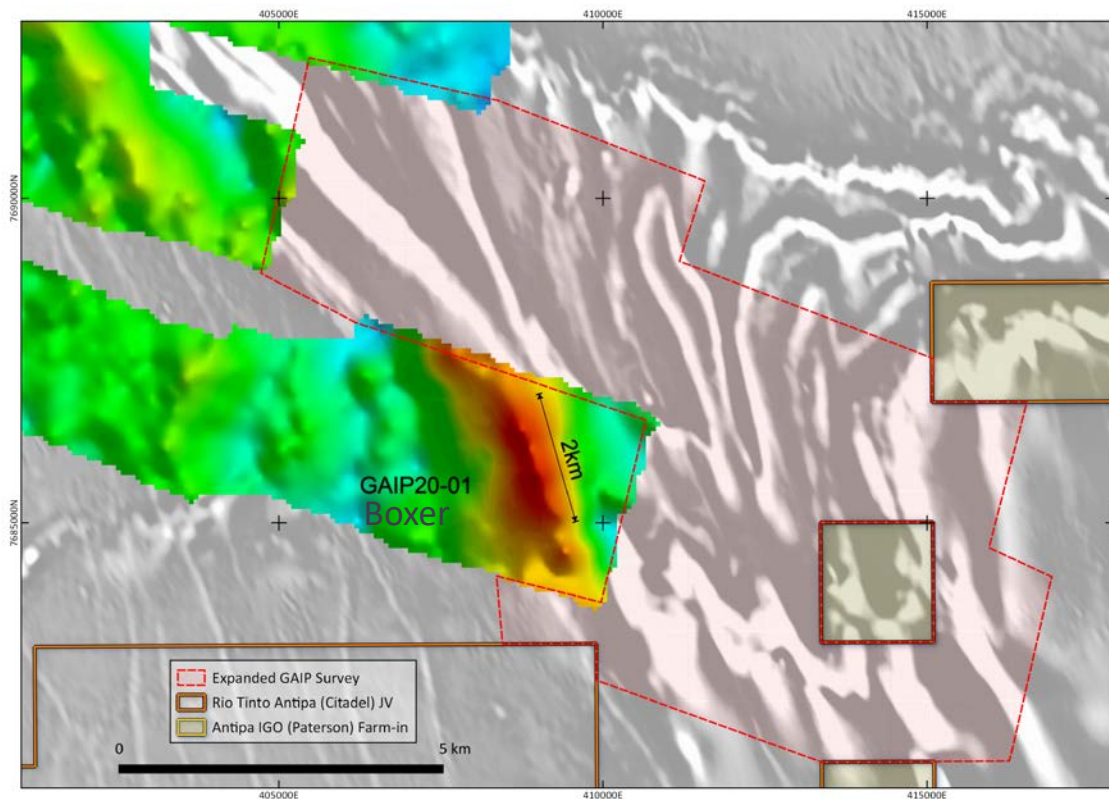 405000E
410000E
415000E
7690000N
7685000N
2km
GAIP20-01
Boxer
Expanded GAIP Survey
Rio Tinto Antipa (Citadel) JV
Antipa IGO (Paterson) Farm-in
0
5 km
405000E
410000E
415000E